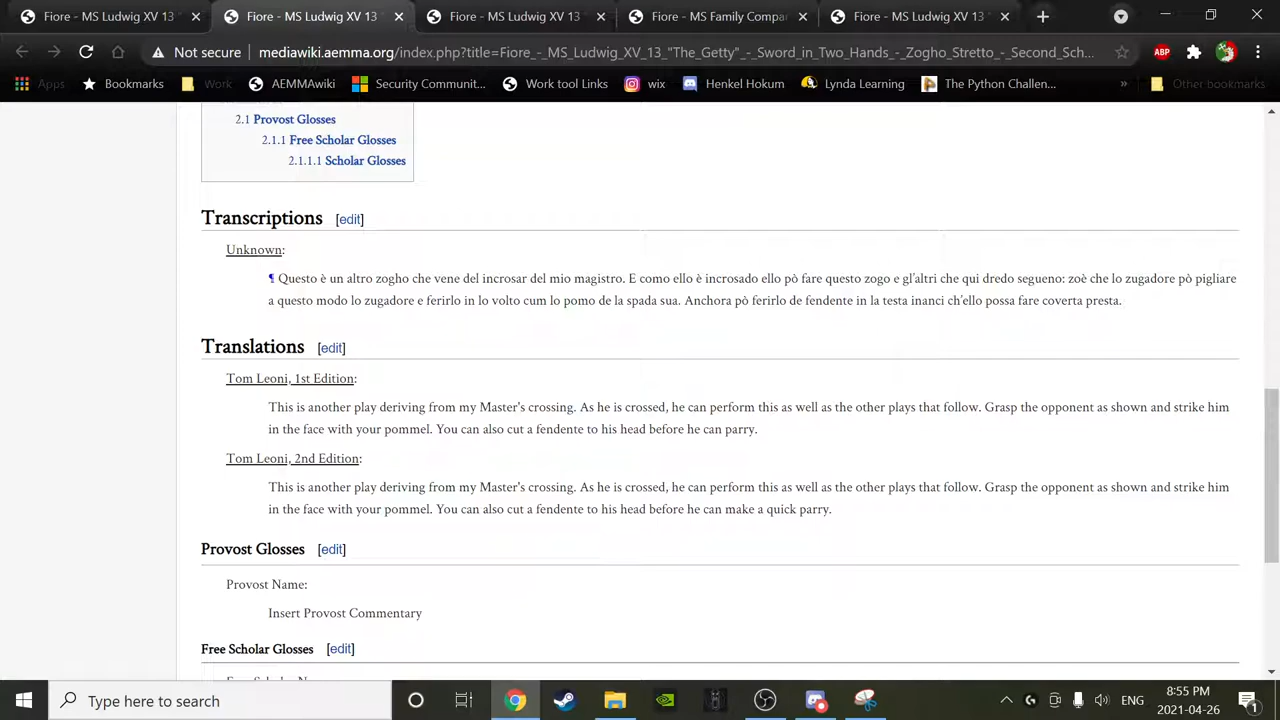 Fiore - MS Ludwig XV 13
Fiore - MS Ludwig XV 13
Fiore - MS Ludwig XV 13
Fiore - MS Family Compa
Fiore - MS Ludwig XV 13
Not secure
mediawiki.aemma.org/index.php?title=Fiore_-_MS_Ludwig_XV_13_"The_Getty"_-_Sword_in_Two_Hands_-_Zogho_Stretto_-_Second_Sch...
ABP
Apps
Bookmarks
Work
AEMMAwiki
Security Communit...
Work tool Links
wix
Henkel Hokum
Lynda Learning
The Python Challen...
»
Other bookmarks
2.1 Provost Glosses
2.1.1 Free Scholar Glosses
2.1.1.1 Scholar Glosses
Transcriptions [edit]
Unknown:
¶ Questo è un altro zogho che vene del incrosar del mio magistro. E como ello è incrosado ello pò fare questo zogo e gl'altri che qui dredo segueno: zoè che lo zugadore pò pigliare
a questo modo lo zugadore e ferirlo in lo volto cum lo pomo de la spada sua. Anchora pò ferirlo de fendente in la testa inanci ch'ello possa fare coverta presta.
Translations [edit]
Tom Leoni, 1st Edition:
This is another play deriving from my Master's crossing. As he is crossed, he can perform this as well as the other plays that follow. Grasp the opponent as shown and strike him
in the face with your pommel. You can also cut a fendente to his head before he can parry.
Tom Leoni, 2nd Edition:
This is another play deriving from my Master's crossing. As he is crossed, he can perform this as well as the other plays that follow. Grasp the opponent as shown and strike him
in the face with your pommel. You can also cut a fendente to his head before he can make a quick parry.
Provost Glosses [edit]
Provost Name:
Insert Provost Commentary
Free Scholar Glosses [edit]
Type here to search
ENG
8:55 PM
2021-04-26
1